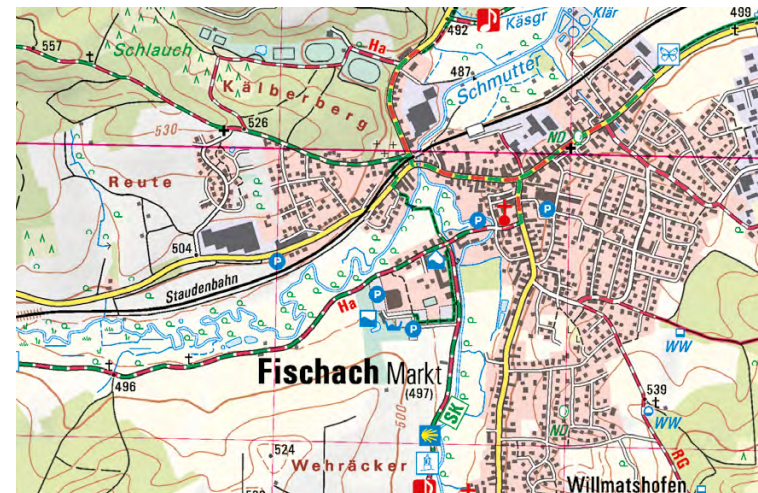 492
Käsgr
Klär
499
557
Schlauch
Ha
487
Schmutter
Kälberberg
530
526
ND
Reute
P
P
504
P
Staudenbahn
Ha
P
P
WW
496
Fischach Markt
(497)
500
SK
539
WW
ND
524
RG
Wehräcker
Willmatshofen